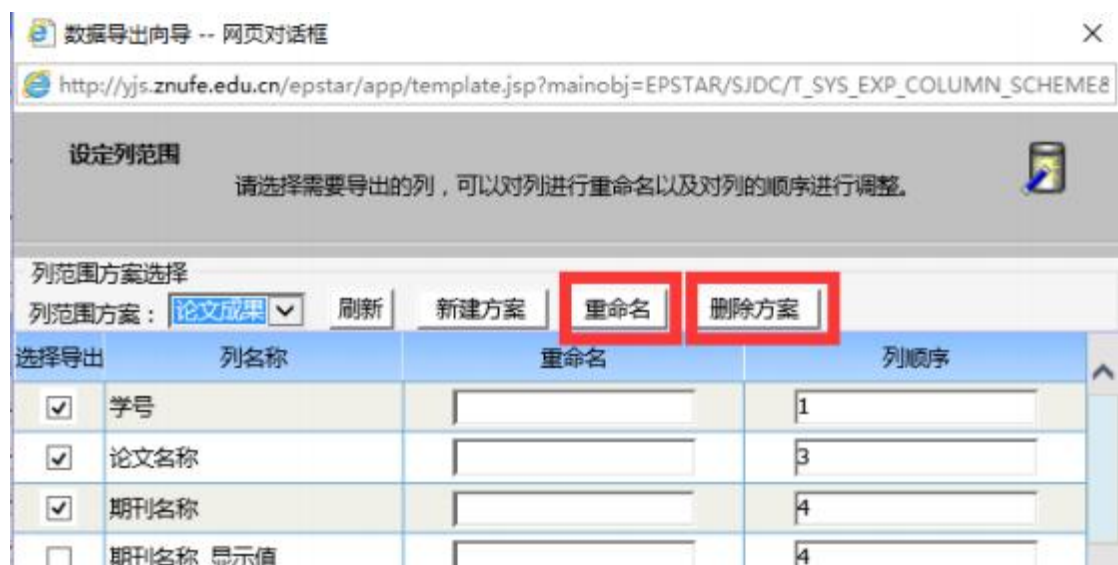 数据导出向导 -- 网页对话框
http://yjs.znufe.edu.cn/epstar/app/template.jsp?mainobj=EPSTAR/SJDC/T_SYS_EXP_COLUMN_SCHEME&
设定列范围
请选择需要导出的列，可以对列进行重命名以及对列的顺序进行调整。
列范围方案选择
列范围方案： 论文成果 刷新 新建方案 重命名 删除方案
选择导出 列名称 重命名 列顺序
学号 1
论文名称 3
期刊名称 4
期刊名称_显示值 4